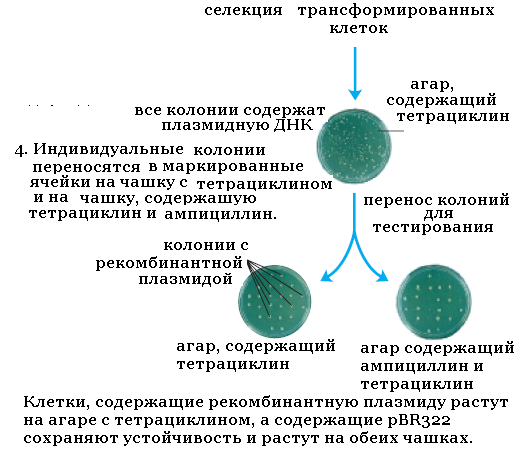 селекция трансформированных
клеток
агар,
содержащий
тетрациклин
все колонии содержат
плазмидную ДНК
4. Индивидуальные колонии
переносятся в маркированные
ячейки на чашку с тетрациклином
и на чашку, содержашую
тетрациклин и ампициллин.
перенос колоний
для
тестирования
колонии с
рекомбинантной
плазмидой
агар, содержащий
тетрациклин
агар содержащий
ампициллин и
тетрациклин
Клетки, содержащие рекомбинантную плазмиду растут
на агаре с тетрациклином, а содержащие pBR322
сохраняют устойчивость и растут на обеих чашках.